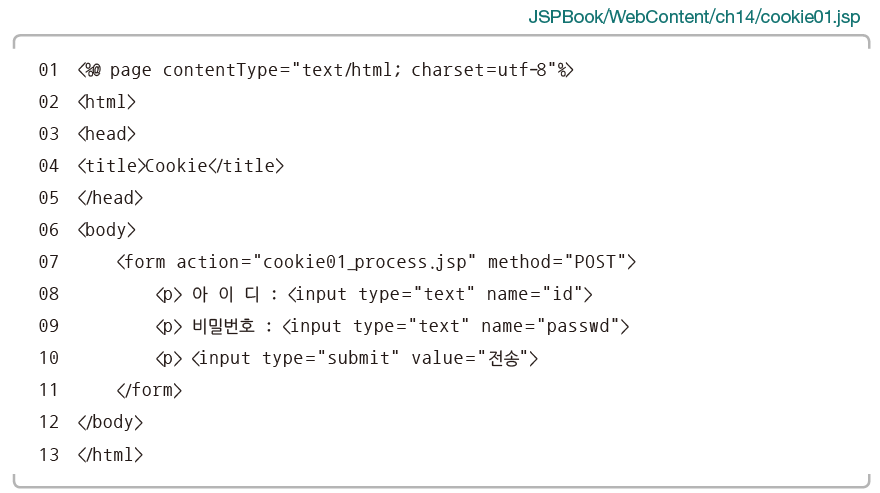 JSPBook/WebContent/ch14/cookie01.jsp
01 <%@ page contentType="text/html; charset=utf-8"%>
02 <html>
03 <head>
04 <title>Cookie</title>
05 </head>
06 <body>
07     <form action="cookie01_process.jsp" method="POST">
08         <p> 아 이 디 : <input type="text" name="id">
09         <p> 비밀번호 : <input type="text" name="passwd">
10         <p> <input type="submit" value="전송">
11     </form>
12 </body>
13 </html>